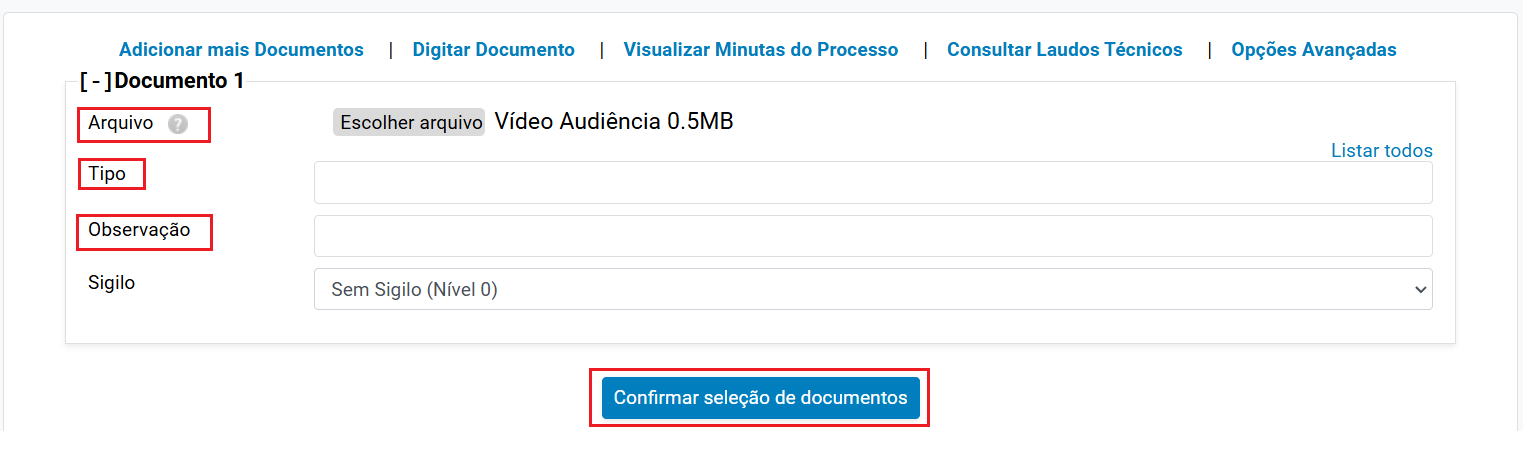 Adicionar mais Documentos | Digitar Documento | Visualizar Minutas do Processo | Consultar Laudos Técnicos | Opções Avançadas
[-]Documento 1
Arquivo ? Escolher arquivo Vídeo Audiência 0.5MB
Listar todos
Tipo
Observação
Sigilo Sem Sigilo (Nível 0)
Confirmar seleção de documentos